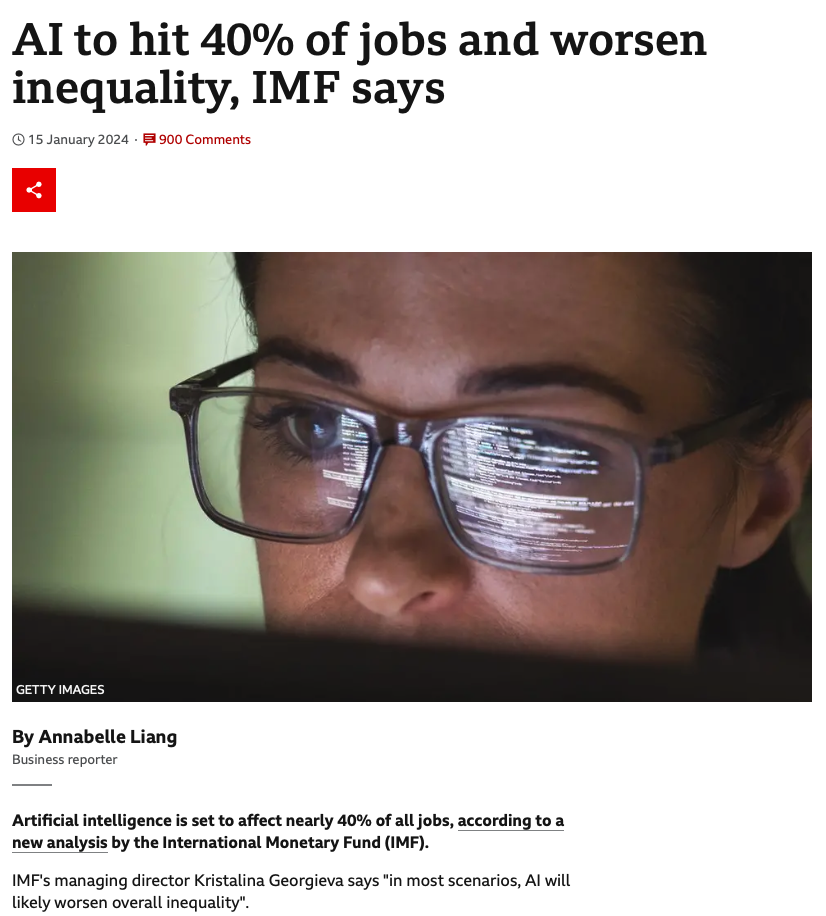 AI to hit 40% of jobs and worsen
inequality, IMF says
15 January 2024 · 900 Comments
GETTY IMAGES
By Annabelle Liang
Business reporter
Artificial intelligence is set to affect nearly 40% of all jobs, according to a
new analysis by the International Monetary Fund (IMF).
IMF's managing director Kristalina Georgieva says "in most scenarios, AI will
likely worsen overall inequality".